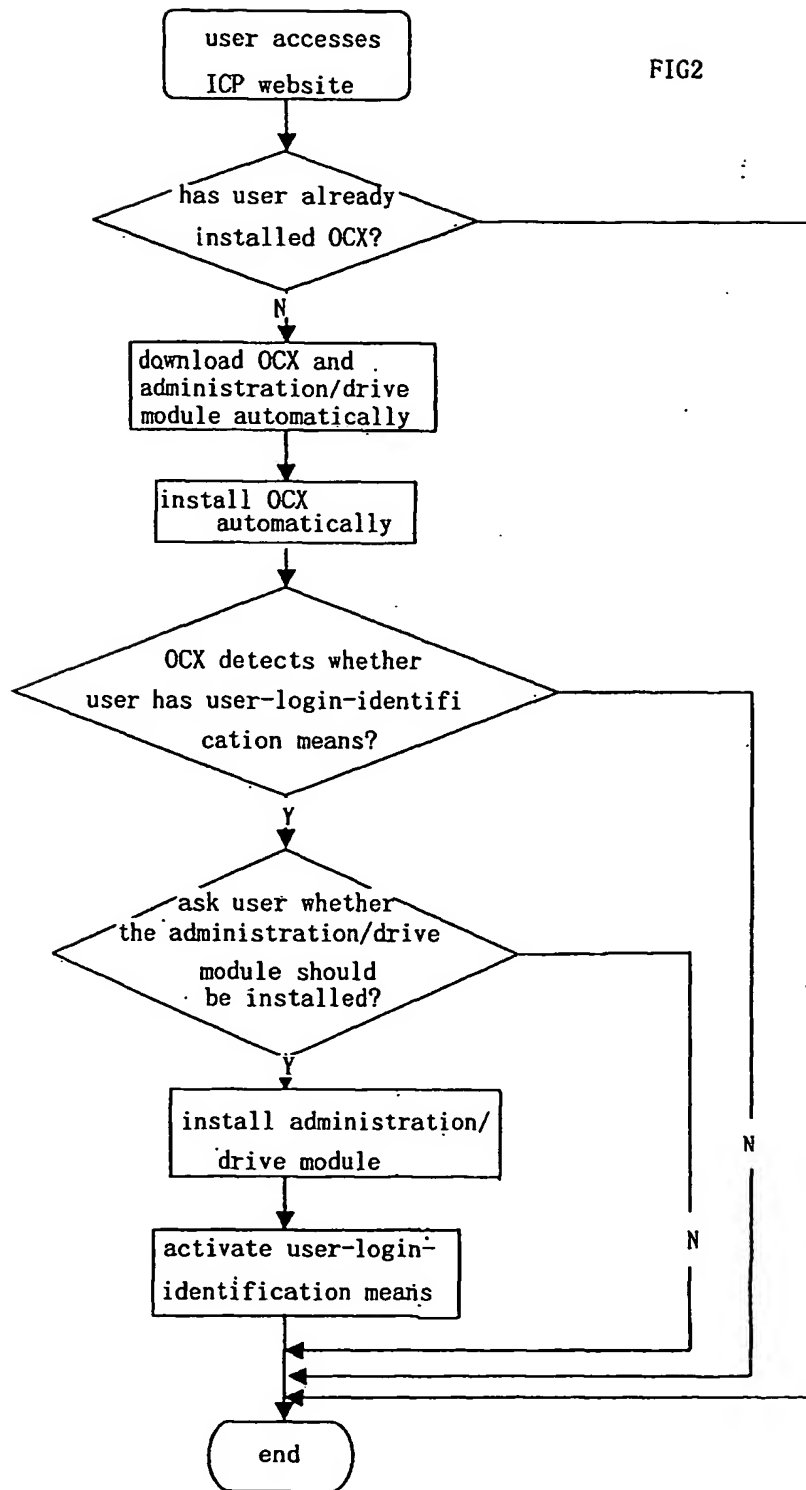 user accesses
ICP website
FIG2
has user already
installed OCX?
N
download OCX and
administration/drive
module automatically
install OCX
automatically
OCX detects whether
user has user-login-identifi
cation means?
Y
ask user whether
the administration/drive
module should
be installed?
Y
install administration/
drive module
N
activate user-login-
identification means
N
end